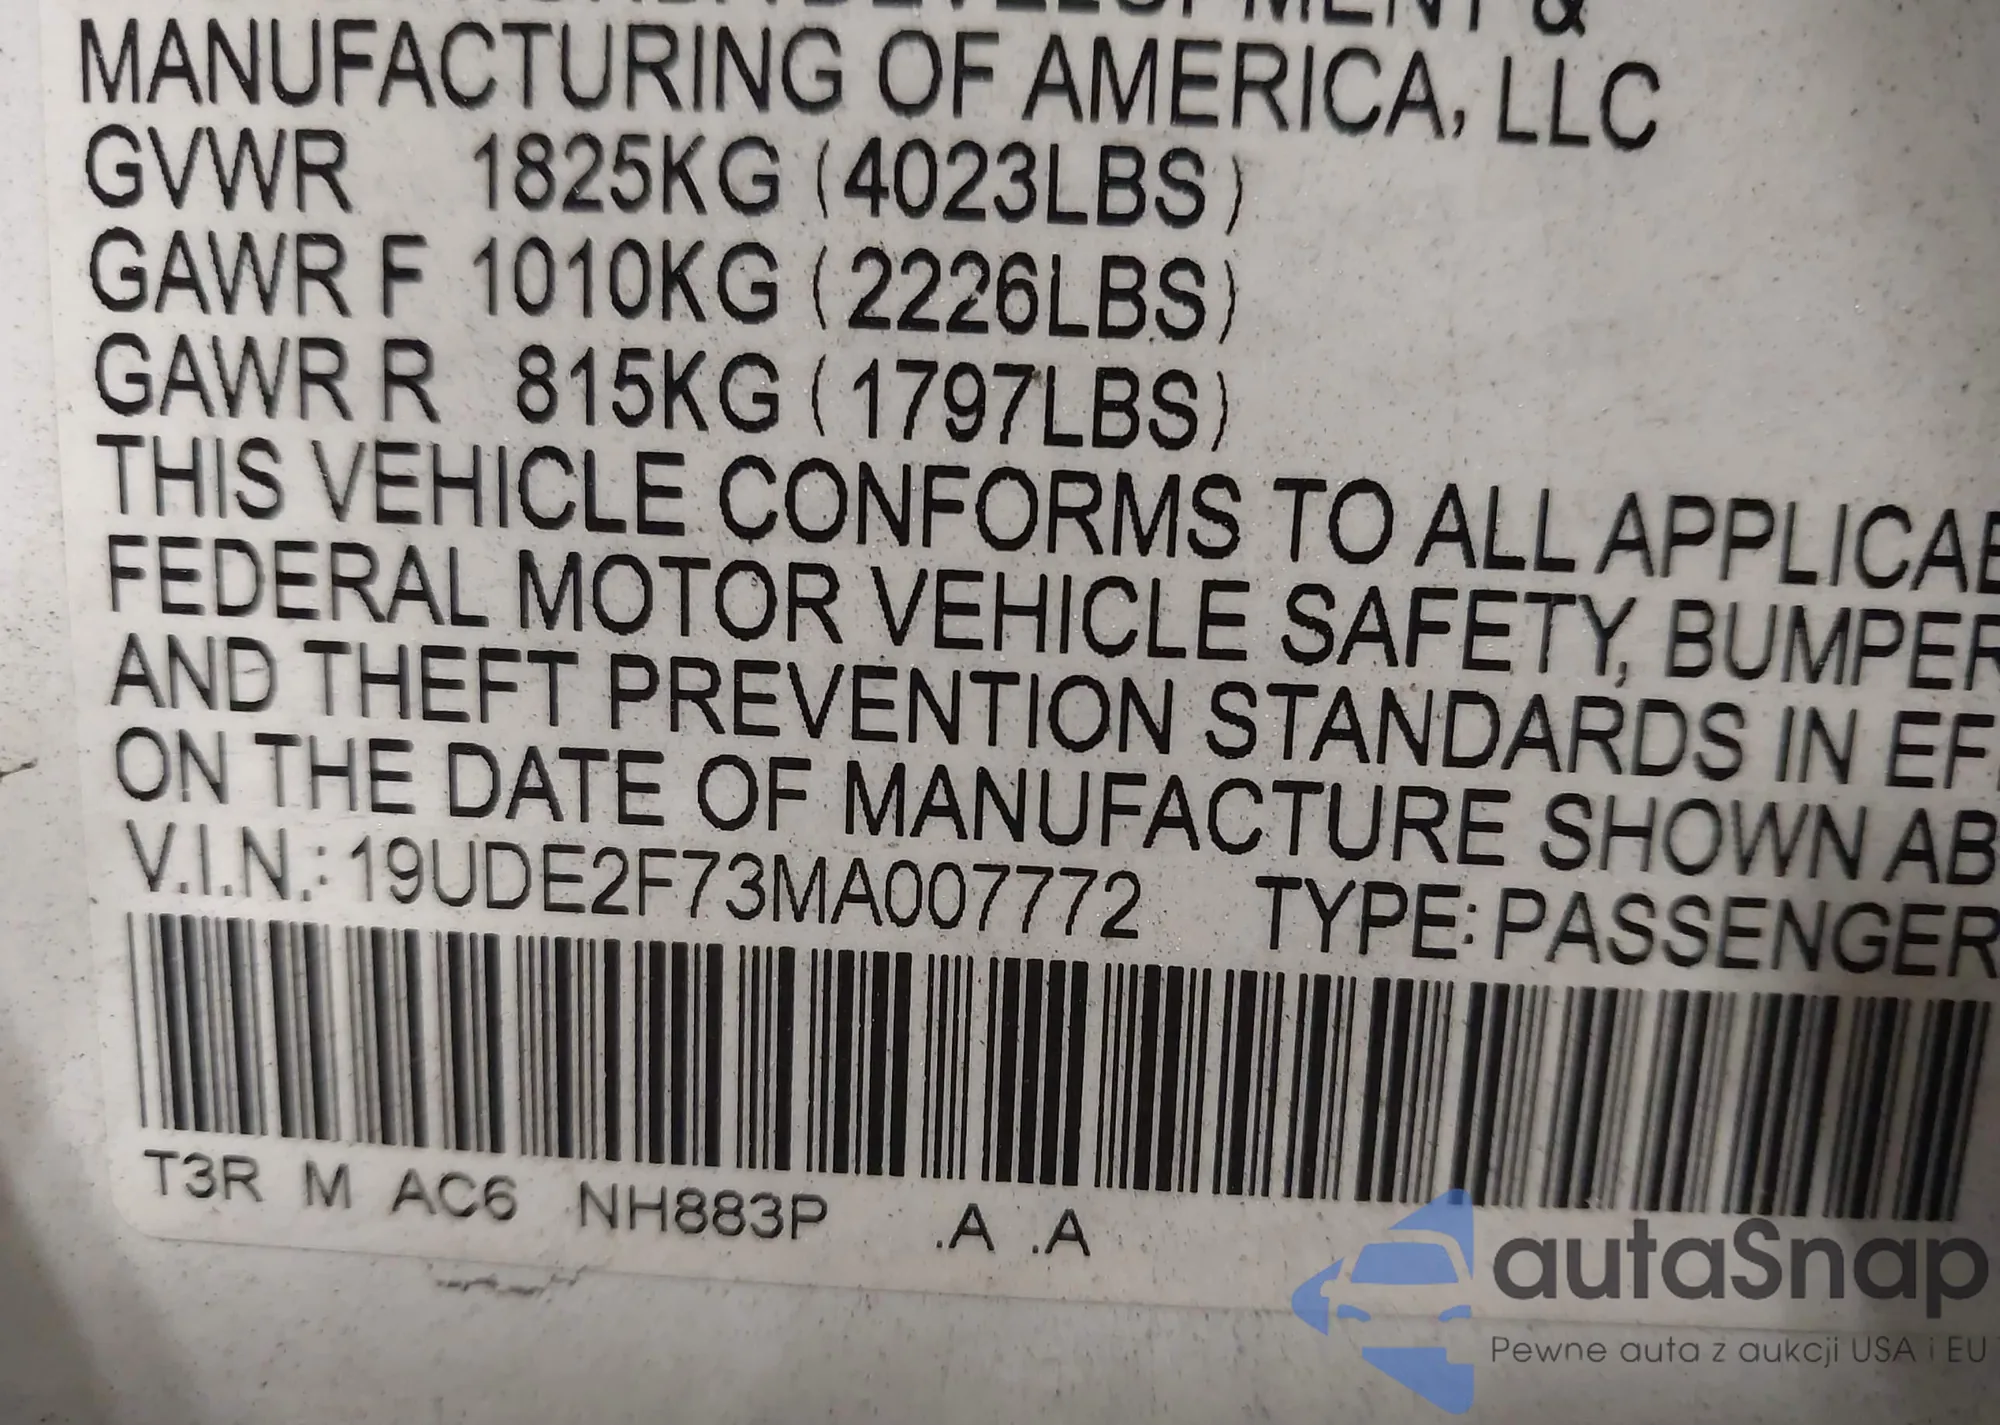 DEVELOPMENT &
MANUFACTURING OF AMERICA, LLC
GVWR 1825KG (4023LBS)
GAWR F 1010KG (2226LBS)
GAWR R 815KG (1797LBS)
THIS VEHICLE CONFORMS TO ALL APPLICAB
FEDERAL MOTOR VEHICLE SAFETY, BUMPER
AND THEFT PREVENTION STANDARDS IN EF
ON THE DATE OF MANUFACTURE SHOWN AB
V.I.N.: 19UDE2F73MA007772 TYPE: PASSENGER
T3R M AC6 NH883P .A .A
autaSnap
Pewne auta z aukcji USA i EU